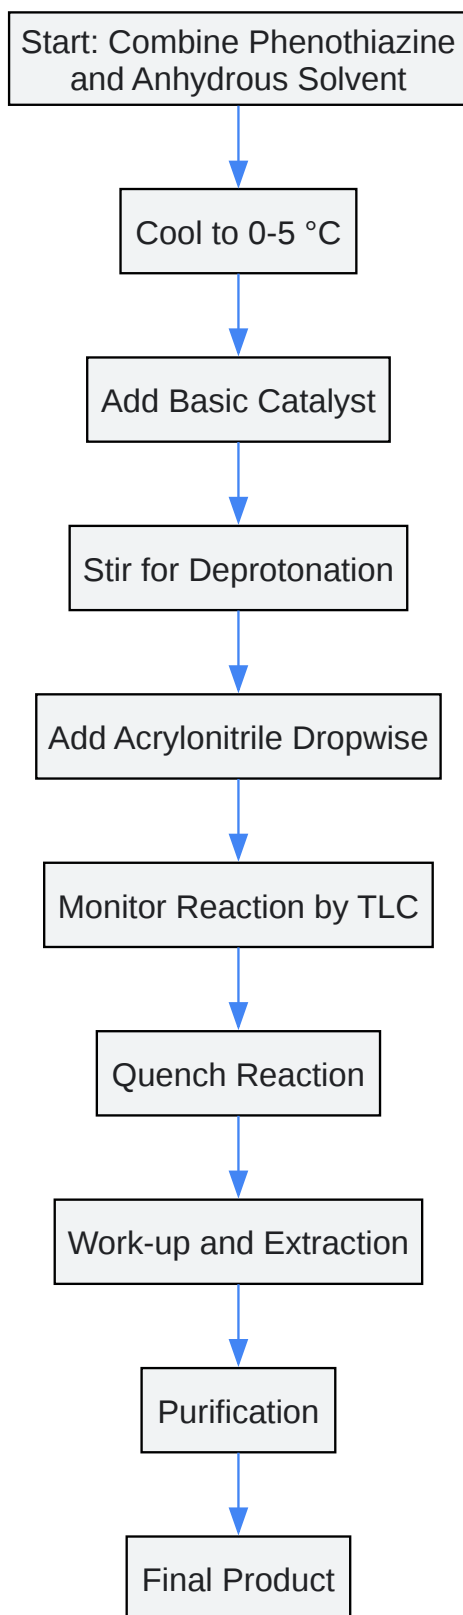 Start: Combine Phenothiazine
and Anhydrous Solvent
Cool to 0-5 °C
Add Basic Catalyst
Stir for Deprotonation
Add Acrylonitrile Dropwise
Monitor Reaction by TLC
Quench Reaction
Work-up and Extraction
Purification
Final Product